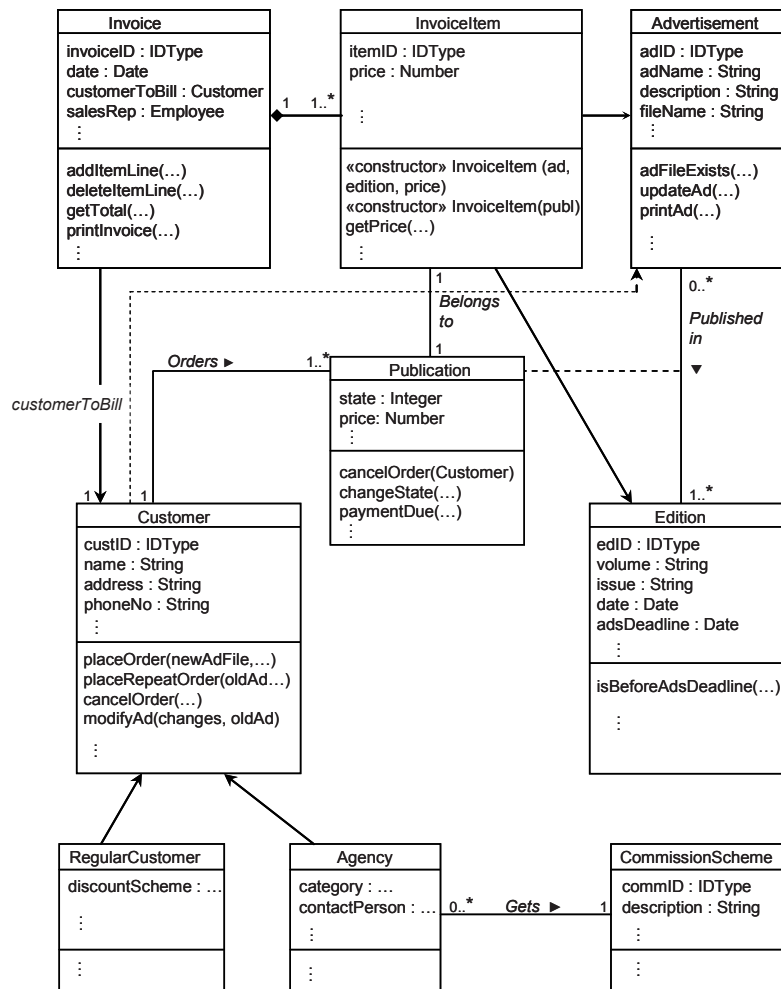 Invoice
invoiceID : IDType
date : Date
customerToBill : Customer
salesRep : Employee
⋮
addItemLine(…)
deleteItemLine(…)
getTotal(…)
printInvoice(…)
⋮
1
1..*
InvoiceItem
itemID : IDType
price : Number
⋮
«constructor» InvoiceItem (ad,
edition, price)
«constructor» InvoiceItem(publ)
getPrice(…)
⋮
Advertisement
adID : IDType
adName : String
description : String
fileName : String
⋮
adFileExists(…)
updateAd(…)
printAd(…)
⋮
1
Belongs
to
1
0..*
Published
in
▼
1..*
Orders ►
1..*
customerToBill
1
1
Publication
state : Integer
price: Number
⋮
cancelOrder(Customer)
changeState(…)
paymentDue(…)
⋮
Customer
custID : IDType
name : String
address : String
phoneNo : String
⋮
placeOrder(newAdFile,…)
placeRepeatOrder(oldAd…)
cancelOrder(…)
modifyAd(changes, oldAd)
⋮
Edition
edID : IDType
volume : String
issue : String
date : Date
adsDeadline : Date
⋮
isBeforeAdsDeadline(…)
⋮
RegularCustomer
discountScheme : …
⋮
⋮
Agency
category : …
contactPerson : …
⋮
⋮
0..*
Gets ►
1
CommissionScheme
commID : IDType
description : String
⋮
⋮